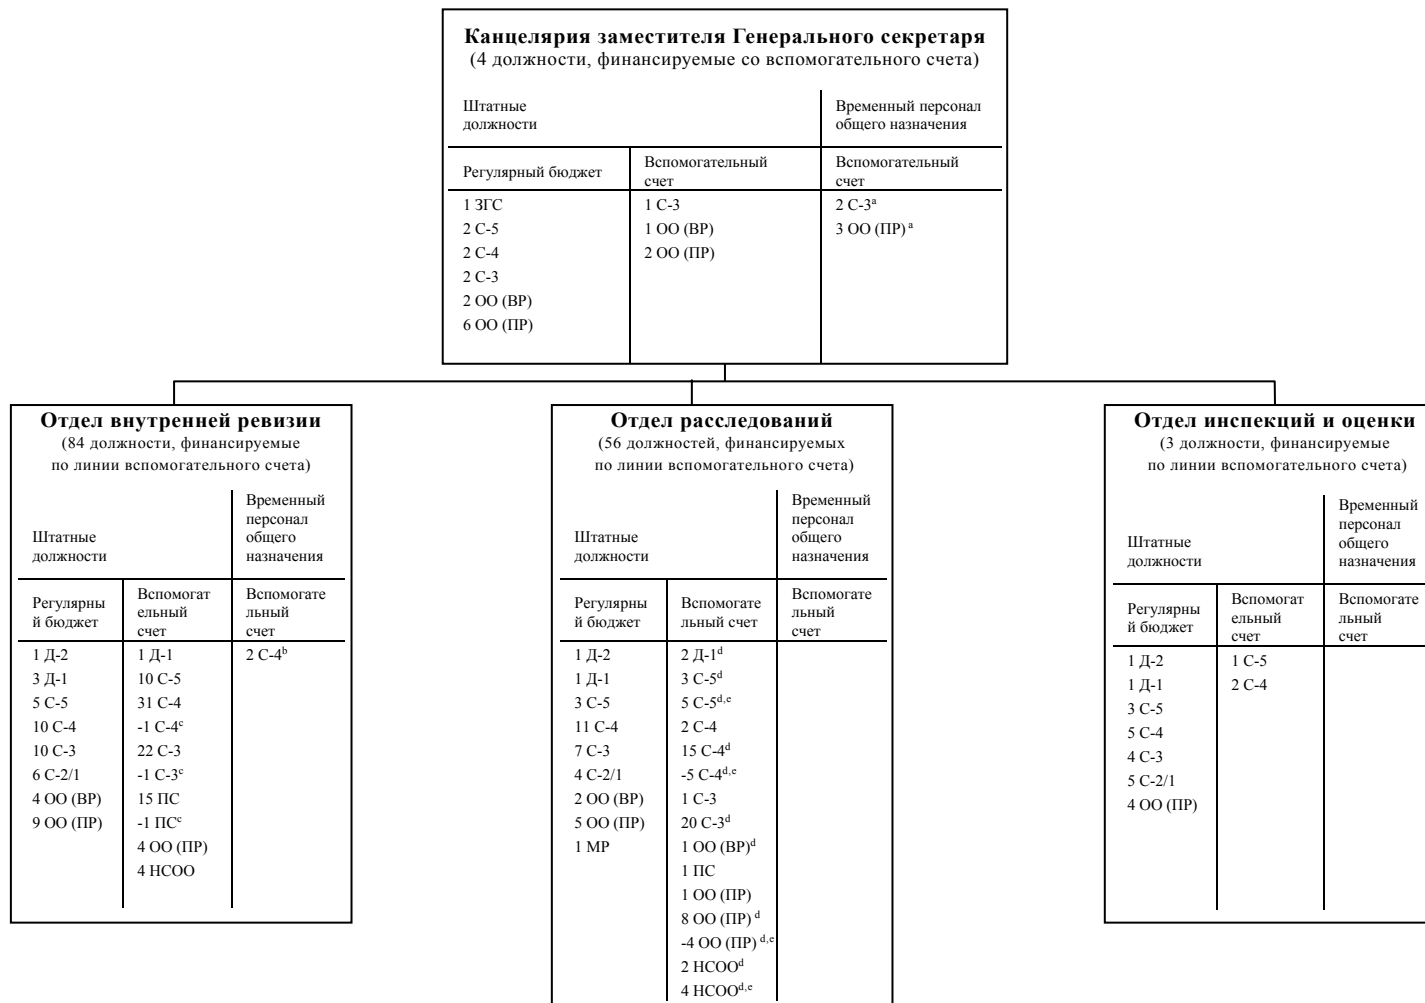 Канцелярия заместителя Генерального секретаря
(4 должности, финансируемые со вспомогательного счета)
Штатные
должности
Временный персонал
общего назначения
Регулярный бюджет
Вспомогательный
счет
Вспомогательный
счет
1 ЗГС
2 С-5
2 С-4
2 С-3
2 ОО (ВР)
6 ОО (ПР)
1 С-3
1 ОО (ВР)
2 ОО (ПР)
2 С-3ᵃ
3 ОО (ПР) ᵃ
Отдел внутренней ревизии
(84 должности, финансируемые
по линии вспомогательного счета)
Штатные
должности
Временный
персонал
общего
назначения
Регулярны
й бюджет
Вспомогат
ельный
счет
Вспомогате
льный
счет
1 Д-2
3 Д-1
5 С-5
10 С-4
10 С-3
6 С-2/1
4 ОО (ВР)
9 ОО (ПР)
1 Д-1
10 С-5
31 С-4
-1 С-4ᶜ
22 С-3
-1 С-3ᶜ
15 ПС
-1 ПСᶜ
4 ОО (ПР)
4 НСОО
2 С-4ᵇ
Отдел расследований
(56 должностей, финансируемых
по линии вспомогательного счета)
Штатные
должности
Временный
персонал
общего
назначения
Регулярны
й бюджет
Вспомогате
льный счет
Вспомогате
льный
счет
1 Д-2
1 Д-1
3 С-5
11 С-4
7 С-3
4 С-2/1
2 ОО (ВР)
5 ОО (ПР)
1 МР
2 Д-1ᵈ
3 С-5ᵈ
5 С-5ᵈ,ᵉ
2 С-4
15 С-4ᵈ
-5 С-4ᵈ,ᵉ
1 С-3
20 С-3ᵈ
1 ОО (ВР)ᵈ
1 ПС
1 ОО (ПР)
8 ОО (ПР) ᵈ
-4 ОО (ПР) ᵈ,ᵉ
2 НСООᵈ
4 НСООᵈ,ᵉ
Отдел инспекций и оценки
(3 должности, финансируемые
по линии вспомогательного счета)
Штатные
должности
Временный
персонал
общего
назначения
Регулярны
й бюджет
Вспомогат
ельный
счет
Вспомогате
льный
счет
1 Д-2
1 Д-1
3 С-5
5 С-4
4 С-3
5 С-2/1
4 ОО (ПР)
1 С-5
2 С-4